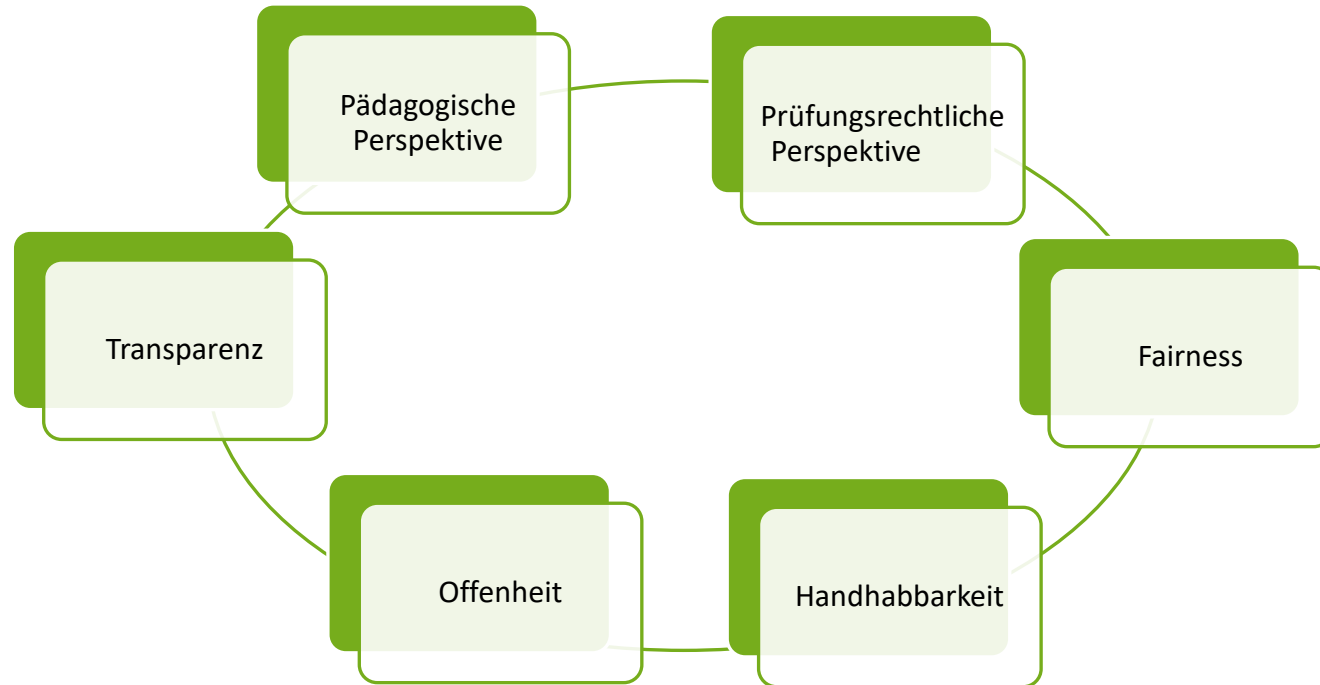 Pädagogische
Perspektive
Prüfungsrechtliche
Perspektive
Transparenz
Fairness
Offenheit
Handhabbarkeit